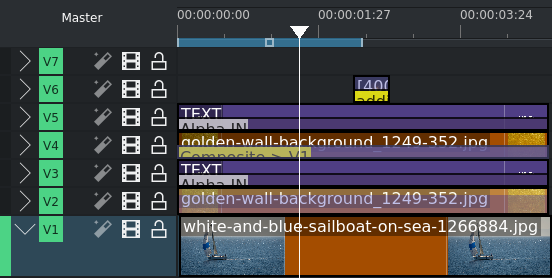 Master
00:00:00:00 00:00:01:27 00:00:03:24
V7
V6 [400
add
V5 TEXT
Alpha IN
V4 golden-wall-background_1249-352.jpg
Composite > V1
V3 TEXT
Alpha IN
V2 golden-wall-background_1249-352.jpg
V1 white-and-blue-sailboat-on-sea-1266884.jpg